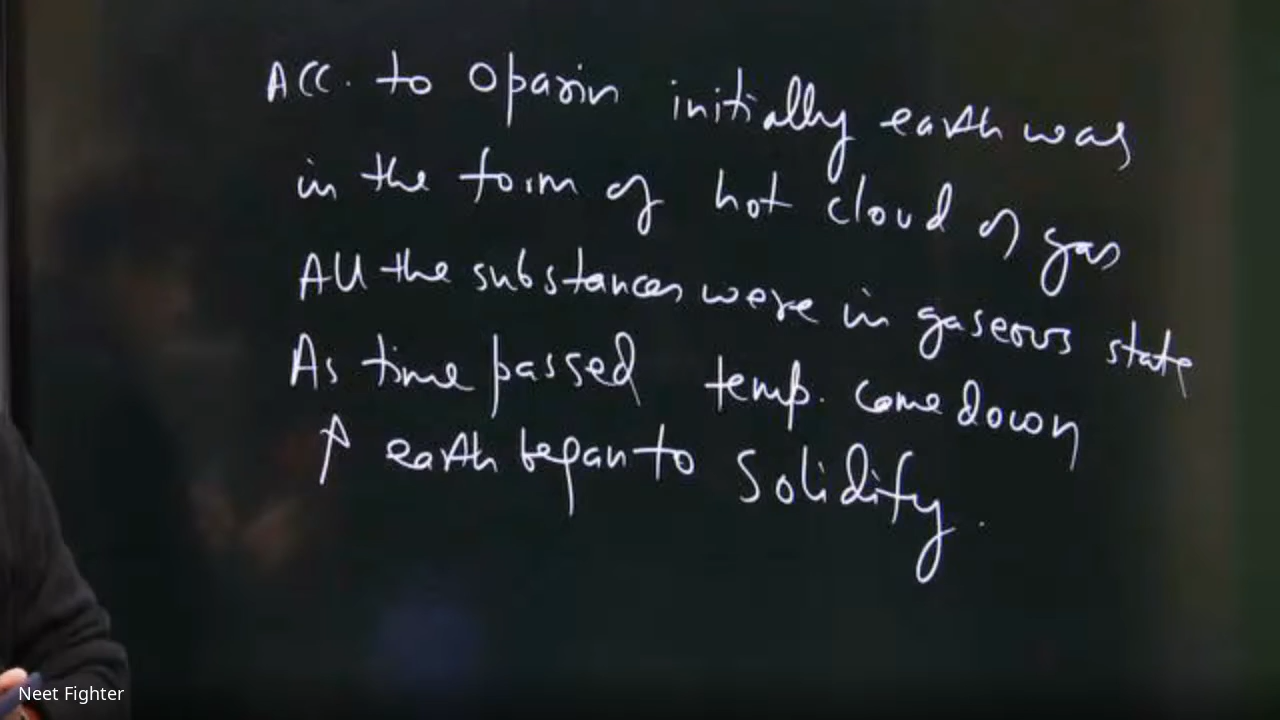 ACC. to Oparin initially earth was
in the form of hot cloud of gas
All the substances were in gaseous state
As time passed temp. come down
& earth began to Solidify.
Neet Fighter